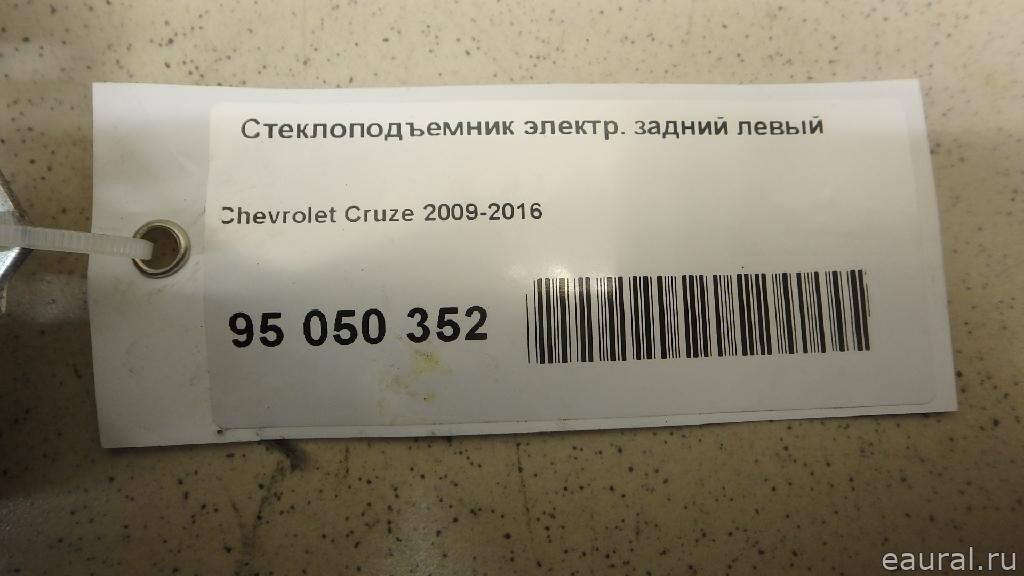 Стеклоподъемник электр. задний левый
Chevrolet Cruze 2009-2016
95 050 352
eaural.ru